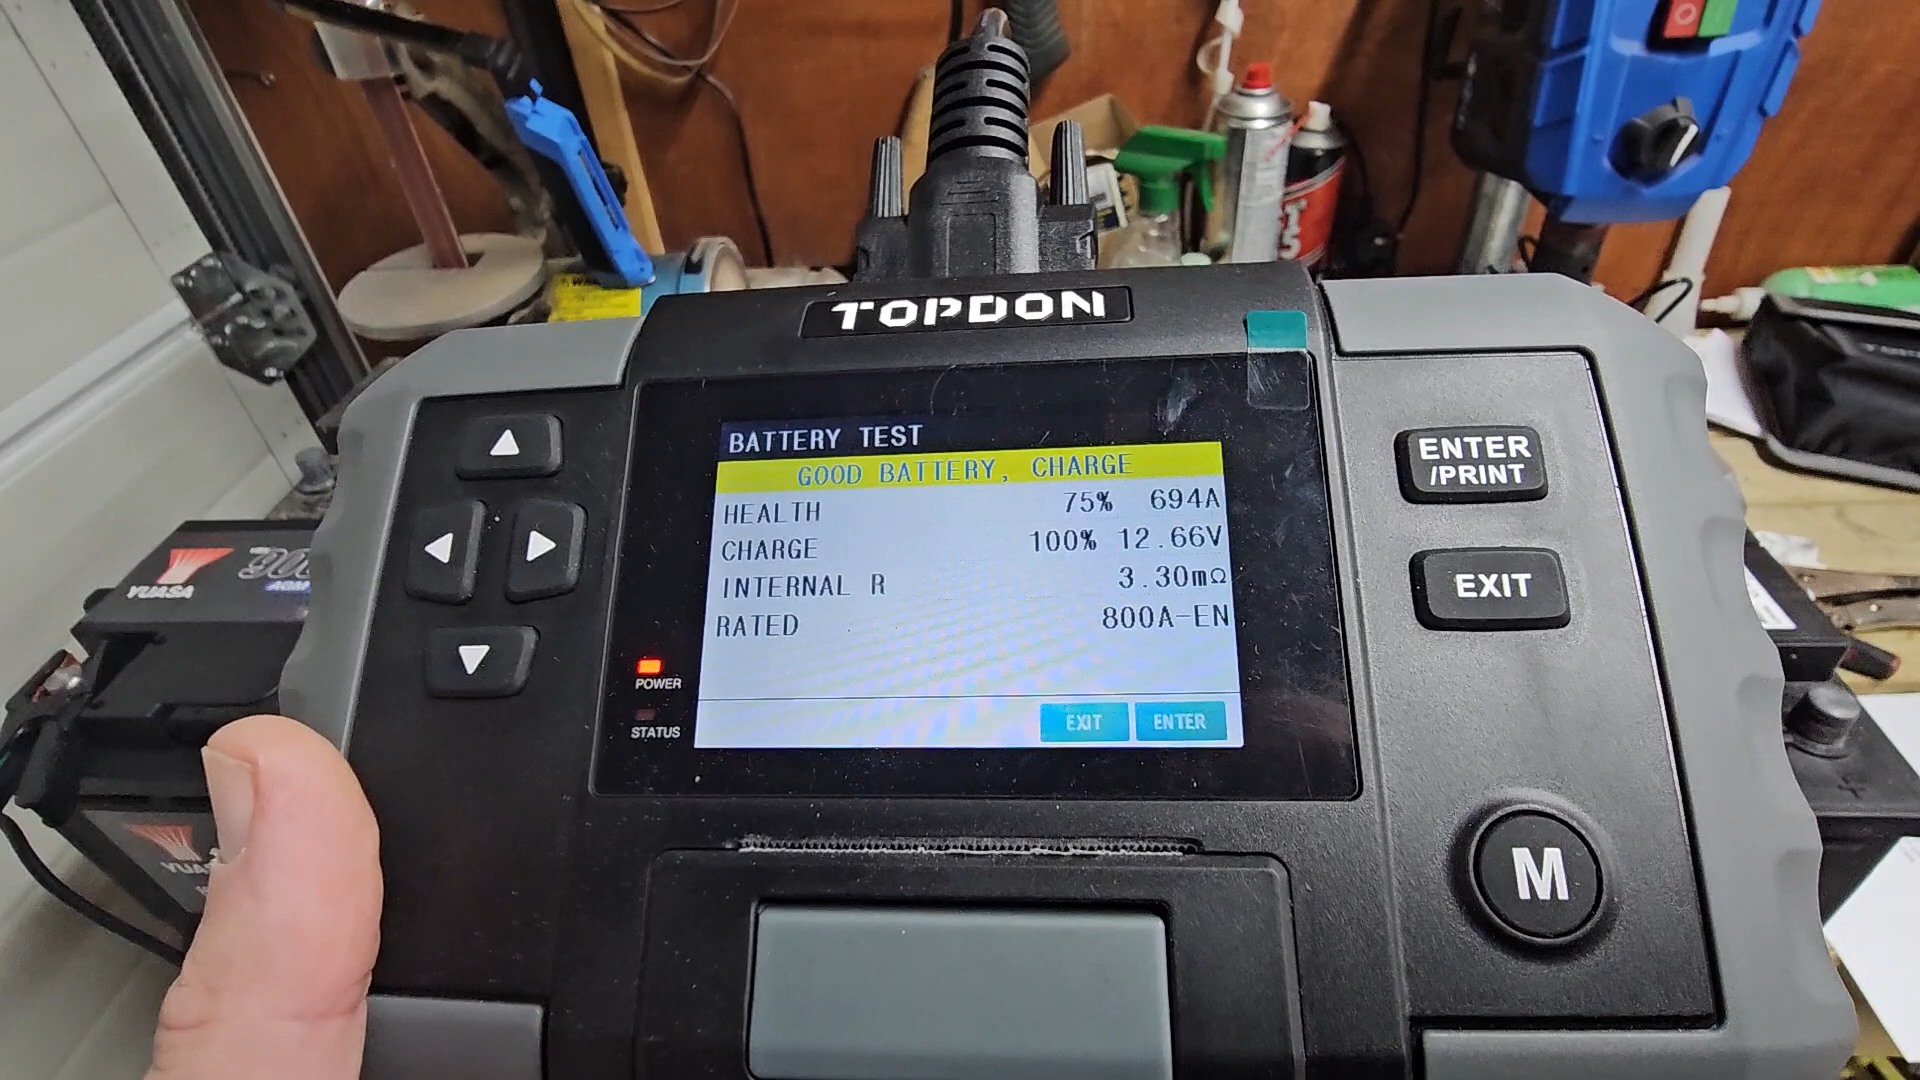 TOPDON
BATTERY TEST
GOOD BATTERY, CHARGE
HEALTH 75% 694A
CHARGE 100% 12.66V
INTERNAL R 3.30mΩ
RATED 800A-EN
EXIT ENTER
POWER
STATUS
ENTER
/PRINT
EXIT
M
YUASA
AGM